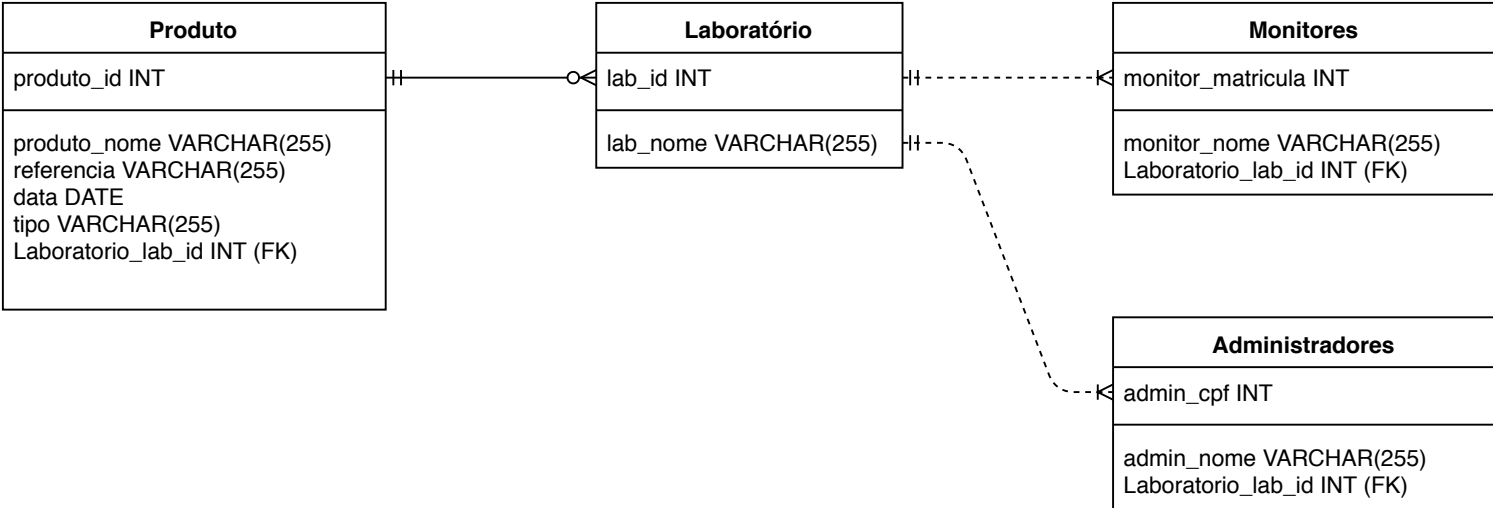 Produto
produto_id INT
produto_nome VARCHAR(255)
referencia VARCHAR(255)
data DATE
tipo VARCHAR(255)
Laboratorio_lab_id INT (FK)
Laboratório
lab_id INT
lab_nome VARCHAR(255)
Monitores
monitor_matricula INT
monitor_nome VARCHAR(255)
Laboratorio_lab_id INT (FK)
Administradores
admin_cpf INT
admin_nome VARCHAR(255)
Laboratorio_lab_id INT (FK)